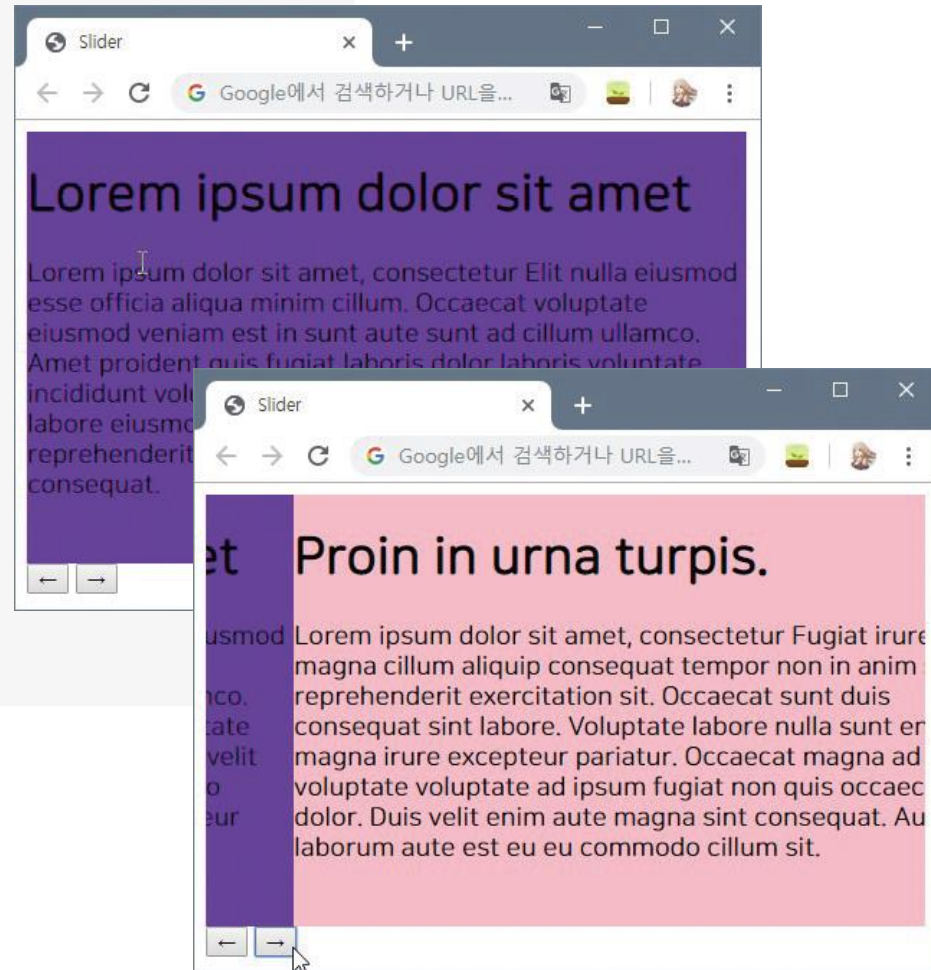 Slider
Google에서 검색하거나 URL을...
Lorem ipsum dolor sit amet
Lorem ipsum dolor sit amet, consectetur Elit nulla eiusmod
esse officia aliqua minim cillum. Occaecat voluptate
eiusmod veniam est in sunt aute sunt ad cillum ullamco.
Amet proident quis fugiat laboris dolor laboris voluptate
incididunt
labore
reprehenderit
consequat.
← →
Slider
Google에서 검색하거나 URL을...
et
Proin in urna turpis.
usmod Lorem ipsum dolor sit amet, consectetur Fugiat irure
magna cillum aliquip consequat tempor non in anim
nco. reprehenderit exercitation sit. Occaecat sunt duis
tate consequat sint labore. Voluptate labore nulla sunt
velit magna irure excepteur pariatur. Occaecat magna ad
o voluptate voluptate ad ipsum fugiat non quis occaec
eur dolor. Duis velit enim aute magna sint consequat. Au
laborum aute est eu eu commodo cillum sit.
← →